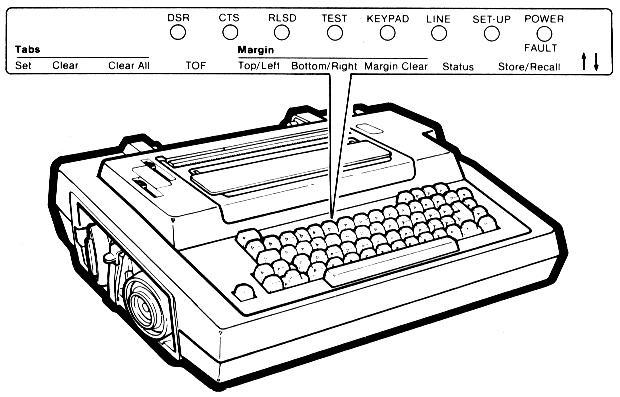 DSR CTS RLSD TEST KEYPAD LINE SET-UP POWER
FAULT
Tabs Margin
Set Clear Clear All TOF Top/Left Bottom/Right Margin Clear Status Store/Recall